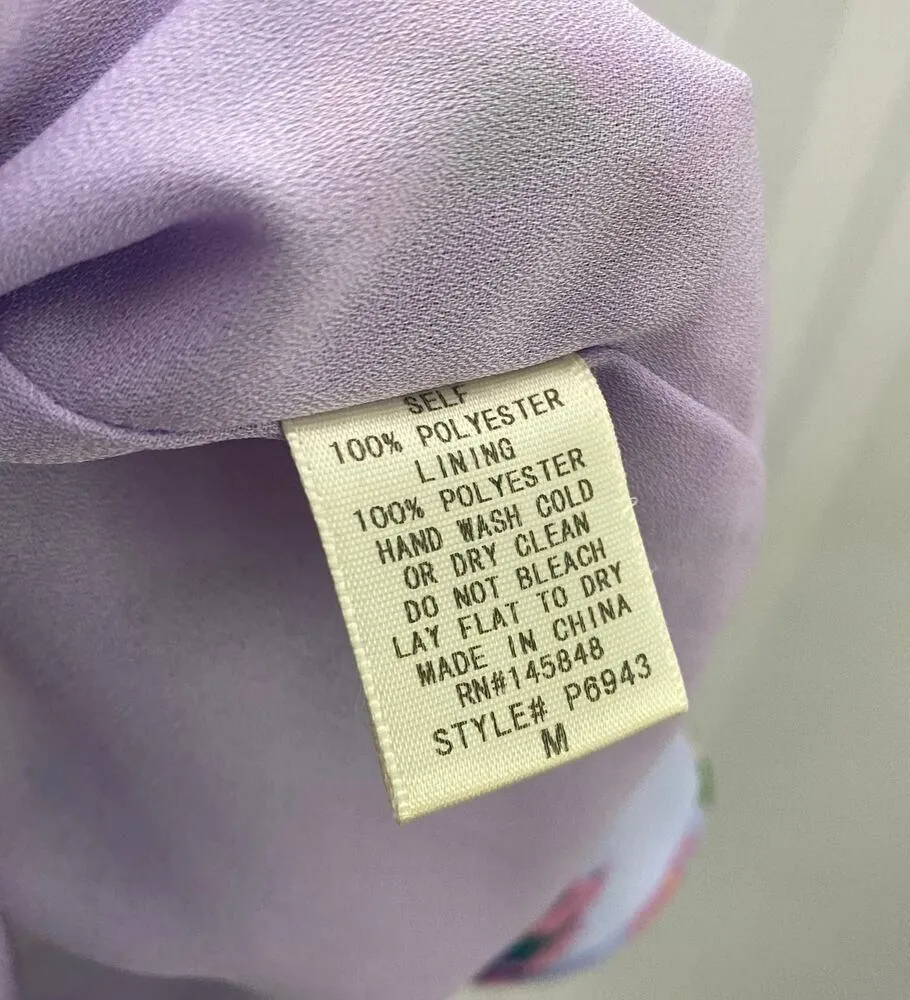 SELF
100% POLYESTER
LINING
100% POLYESTER
HAND WASH COLD
OR DRY CLEAN
DO NOT BLEACH
LAY FLAT TO DRY
MADE IN CHINA
RN#145848
STYLE# P6943
M